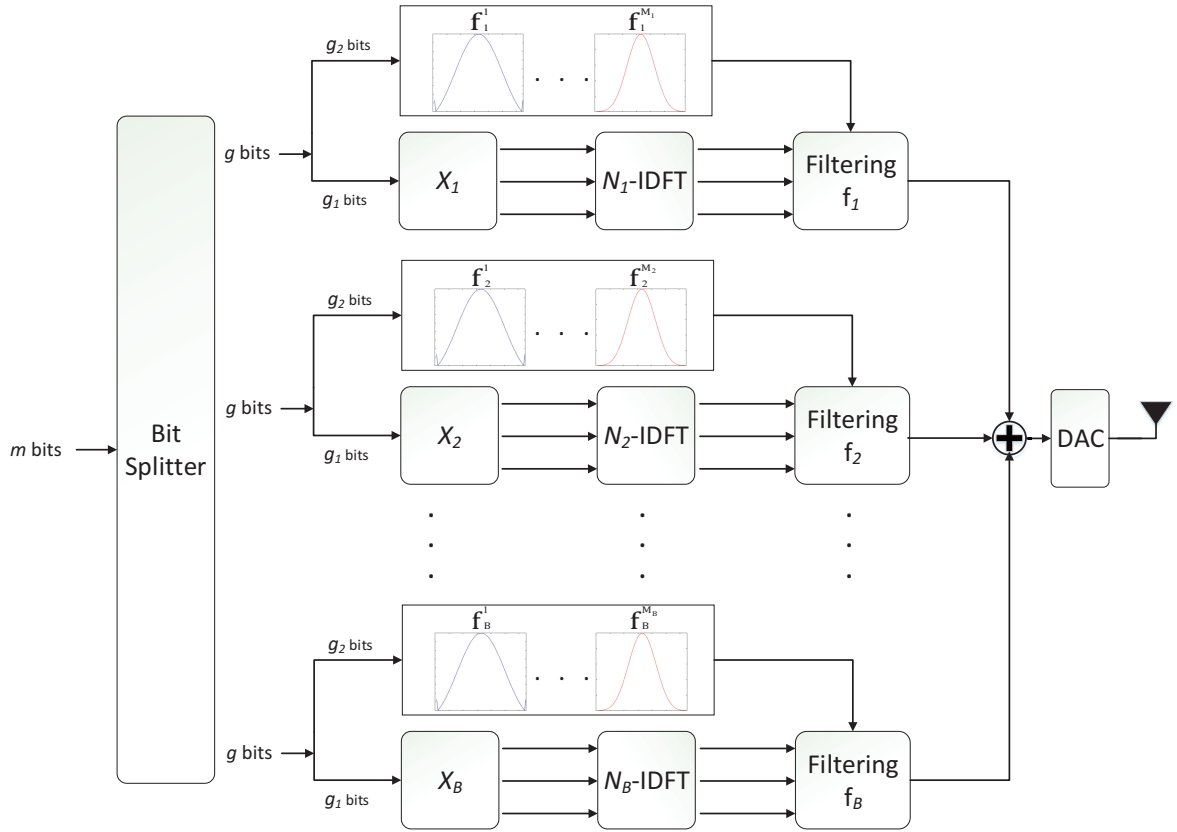 m bits
Bit
Splitter
g bits
g₂ bits
g₁ bits
f₁¹
. . .
f₁^M₁
X₁
N₁-IDFT
Filtering
f₁
g bits
g₂ bits
g₁ bits
f₂¹
. . .
f₂^M₂
X₂
N₂-IDFT
Filtering
f₂
g bits
g₂ bits
g₁ bits
f_B¹
. . .
f_B^M_B
X_B
N_B-IDFT
Filtering
f_B
+
DAC